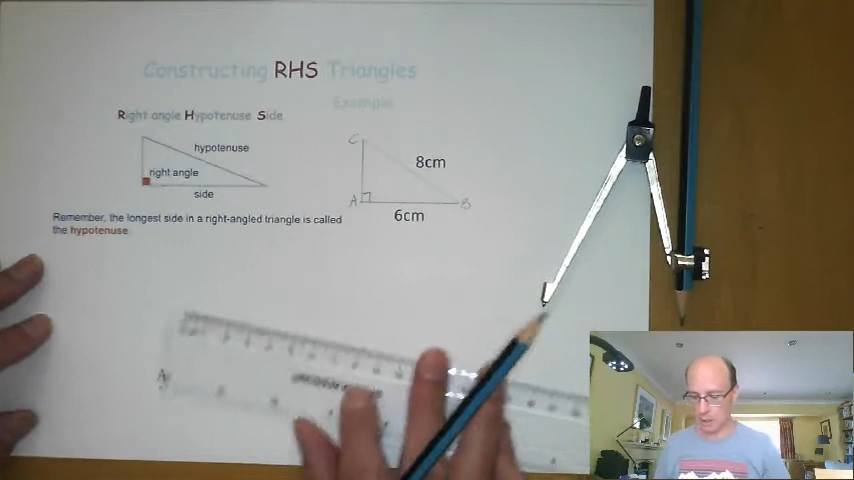 Constructing RHS Triangles
Right angle Hypotenuse Side
Example
hypotenuse
right angle
side
C
8cm
A
B
6cm
Remember, the longest side in a right-angled triangle is called
the hypotenuse
A